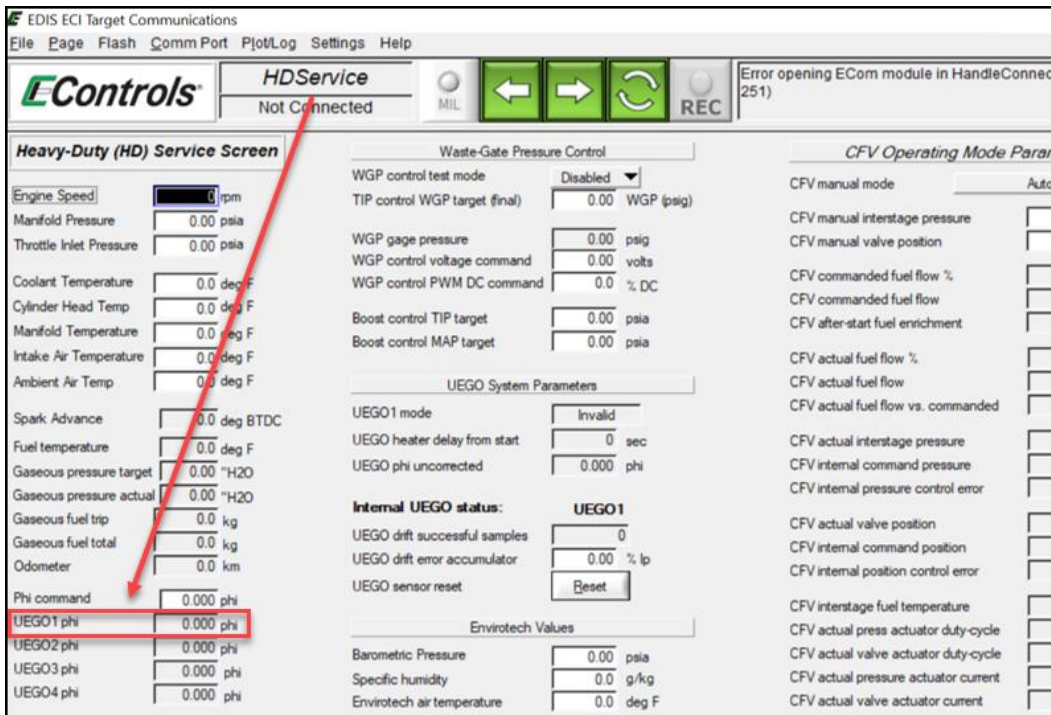 EDIS ECI Target Communications
File Page Flash Comm Port Plot/Log Settings Help
EControls
HDService
Not Connected
MIL
REC
Error opening ECom module in HandleConnec
251)
Heavy-Duty (HD) Service Screen
Engine Speed 0 rpm
Manifold Pressure 0.00 psia
Throttle Inlet Pressure 0.00 psia
Coolant Temperature 0.0 deg F
Cylinder Head Temp 0.0 deg F
Manifold Temperature 0.0 deg F
Intake Air Temperature 0.0 deg F
Ambient Air Temp 0.0 deg F
Spark Advance 0.0 deg BTDC
Fuel temperature 0.0 deg F
Gaseous pressure target 0.00 "H2O
Gaseous pressure actual 0.00 "H2O
Gaseous fuel trip 0.0 kg
Gaseous fuel total 0.0 kg
Odometer 0.0 km
Phi command 0.000 phi
UEGO1 phi 0.000 phi
UEGO2 phi 0.000 phi
UEGO3 phi 0.000 phi
UEGO4 phi 0.000 phi
Waste-Gate Pressure Control
WGP control test mode Disabled
TIP control WGP target (final) 0.00 WGP (psig)
WGP gage pressure 0.00 psig
WGP control voltage command 0.00 volts
WGP control PWM DC command 0.0 % DC
Boost control TIP target 0.00 psia
Boost control MAP target 0.00 psia
UEGO System Parameters
UEGO1 mode Invalid
UEGO heater delay from start 0 sec
UEGO phi uncorrected 0.000 phi
Internal UEGO status: UEGO1
UEGO drift successful samples 0
UEGO drift error accumulator 0.00 % Ip
UEGO sensor reset Reset
Envirotech Values
Barometric Pressure 0.00 psia
Specific humidity 0.0 g/kg
Envirotech air temperature 0.0 deg F
CFV Operating Mode Param
CFV manual mode Auto
CFV manual interstage pressure
CFV manual valve position
CFV commanded fuel flow %
CFV commanded fuel flow
CFV after-start fuel enrichment
CFV actual fuel flow %
CFV actual fuel flow
CFV actual fuel flow vs. commanded
CFV actual interstage pressure
CFV internal command pressure
CFV internal pressure control error
CFV actual valve position
CFV internal command position
CFV internal position control error
CFV interstage fuel temperature
CFV actual press actuator duty-cycle
CFV actual valve actuator duty-cycle
CFV actual pressure actuator current
CFV actual valve actuator current